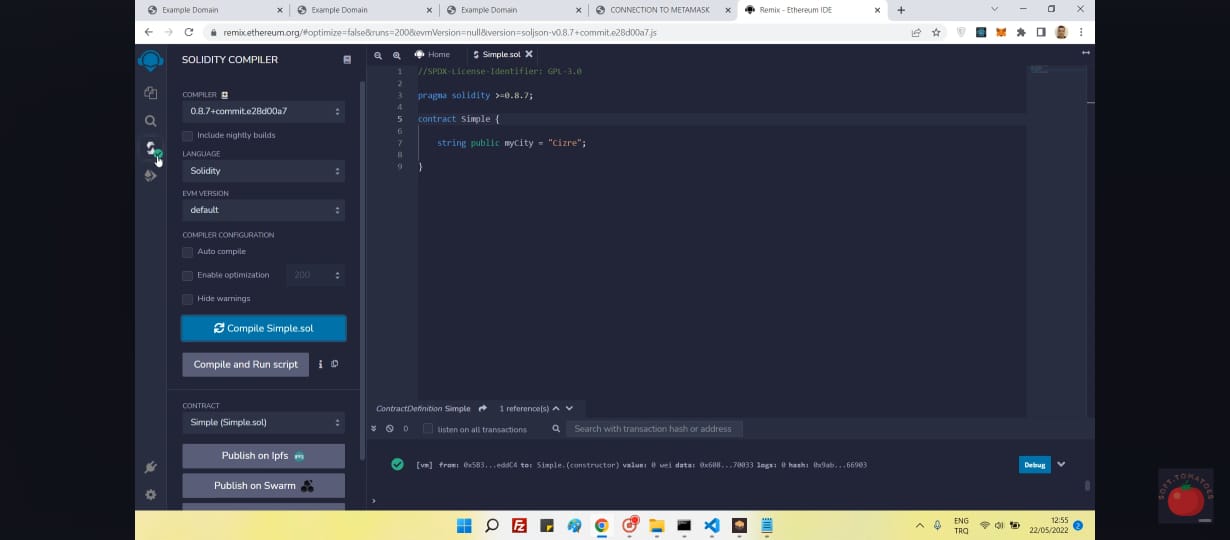 Example Domain
Example Domain
Example Domain
CONNECTION TO METAMASK
Remix - Ethereum IDE
remix.ethereum.org/#optimize=false&runs=200&evmVersion=null&version=soljson-v0.8.7+commit.e28d00a7.js
SOLIDITY COMPILER
COMPILER
0.8.7+commit.e28d00a7
Include nightly builds
LANGUAGE
Solidity
EVM VERSION
default
COMPILER CONFIGURATION
Auto compile
Enable optimization 200
Hide warnings
Compile Simple.sol
Compile and Run script
CONTRACT
Simple (Simple.sol)
Publish on Ipfs
Publish on Swarm
Home Simple.sol
1 //SPDX-License-Identifier: GPL-3.0
2
3 pragma solidity >=0.8.7;
4
5 contract Simple {
6
7 string public myCity = "Cizre";
8
9 }
ContractDefinition Simple 1 reference(s)
0 listen on all transactions Search with transaction hash or address
[vm] from: 0x5B3...eddC4 to: Simple.(constructor) value: 0 wei data: 0x608...70033 logs: 0 hash: 0x9ab...66903 Debug
>
ENG
TRQ
12:55
22/05/2022
2
SOFT.TOMATOES